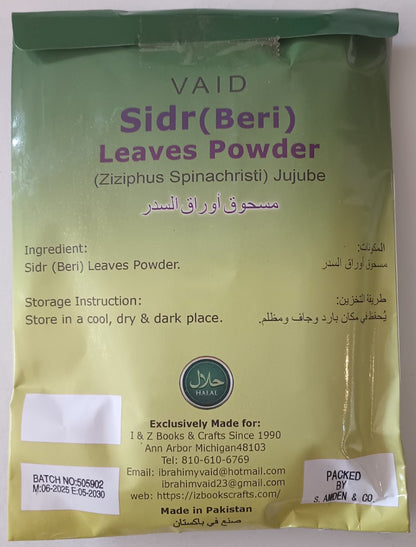 VAID
Sidr(Beri)
Leaves Powder
(Ziziphus Spinachristi) Jujube
مسحوق أوراق السدر
Ingredient:
Sidr (Beri) Leaves Powder.
المكونات:
مسحوق أوراق السدر
Storage Instruction:
Store in a cool, dry & dark place.
طريقة التخزين:
يُحفظ في مكان بارد وجاف ومظلم.
حلال
HALAL
Exclusively Made for:
I & Z Books & Crafts Since 1990
Ann Arbor Michigan48103
Tel: 810-610-6769
Email: ibrahimyvaid@hotmail.com
ibrahimvaid23@gmail.com
web: https://izbookscrafts.com/
Made in Pakistan
صنع في باكستان
BATCH NO:505902
M:06-2025 E:05-2030
PACKED
BY
S. AMDEN & CO.